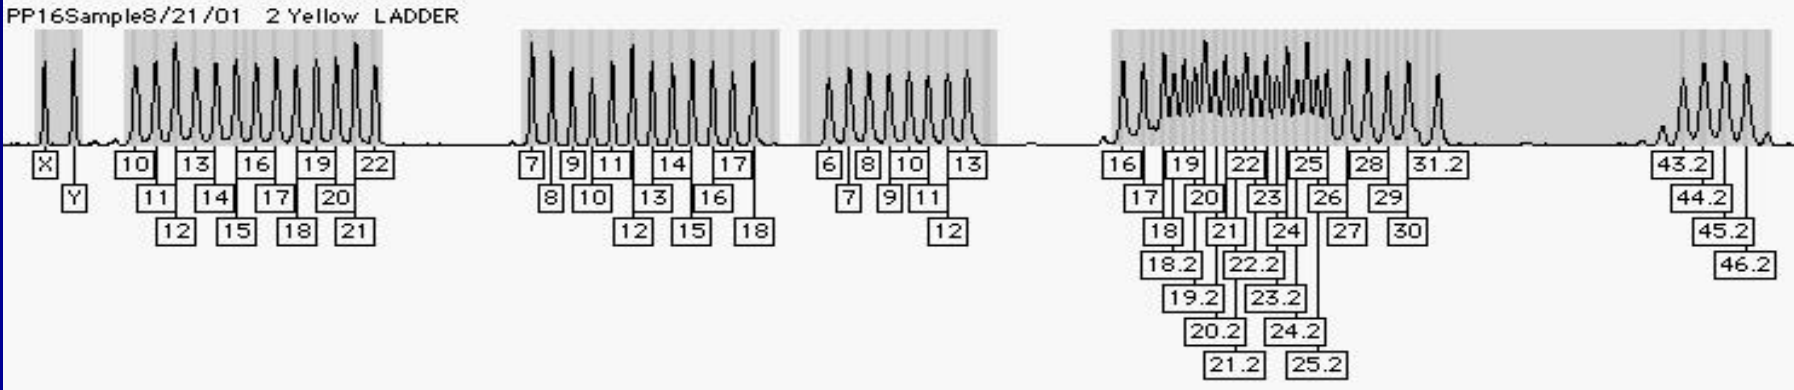 PP16Sample8/21/01 2 Yellow LADDER
X 10 13 16 19 22 7 9 11 14 17 6 8 10 13 16 19 22 25 28 31.2 43.2
Y 11 14 17 20 8 10 13 16 7 9 11 17 20 23 26 29 44.2
12 15 18 21 12 15 18 12 18 21 24 27 30 45.2
18.2 22.2 46.2
19.2 23.2
20.2 24.2
21.2 25.2